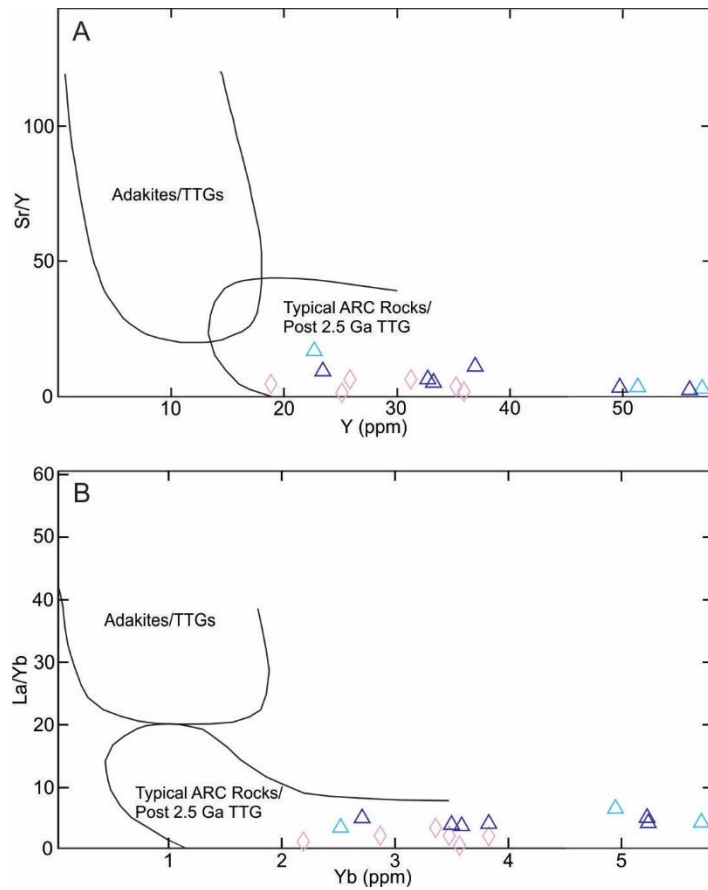 A
100
50
0
Sr/Y
Adakites/TTGs
Typical ARC Rocks/
Post 2.5 Ga TTG
10
20
30
40
50
Y (ppm)
B
60
50
40
30
20
10
0
La/Yb
Adakites/TTGs
Typical ARC Rocks/
Post 2.5 Ga TTG
1
2
3
4
5
Yb (ppm)